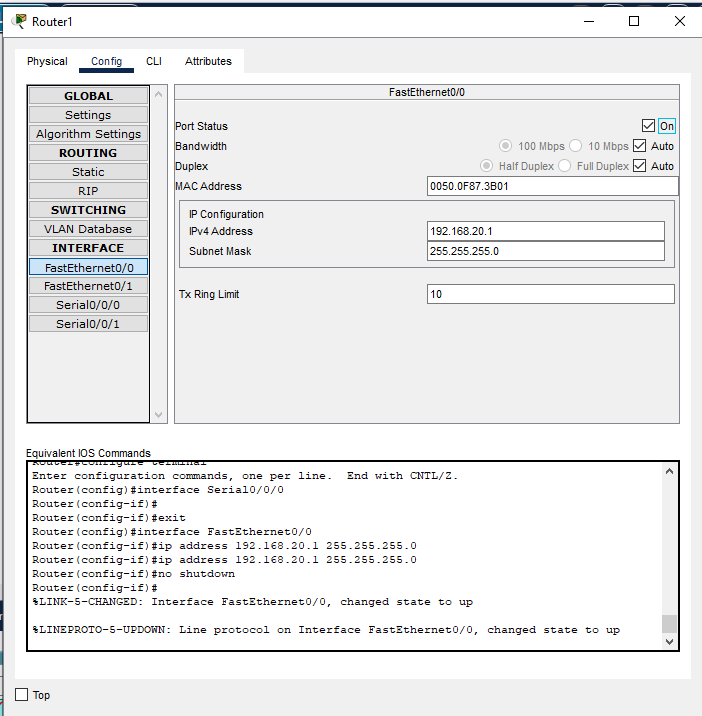 Router1
Physical Config CLI Attributes
GLOBAL
Settings
Algorithm Settings
ROUTING
Static
RIP
SWITCHING
VLAN Database
INTERFACE
FastEthernet0/0
FastEthernet0/1
Serial0/0/0
Serial0/0/1
FastEthernet0/0
Port Status On
Bandwidth 100 Mbps 10 Mbps Auto
Duplex Half Duplex Full Duplex Auto
MAC Address 0050.0F87.3B01
IP Configuration
IPv4 Address 192.168.20.1
Subnet Mask 255.255.255.0
Tx Ring Limit 10
Equivalent IOS Commands
Router#configure terminal
Enter configuration commands, one per line. End with CNTL/Z.
Router(config)#interface Serial0/0/0
Router(config-if)#
Router(config-if)#exit
Router(config)#interface FastEthernet0/0
Router(config-if)#ip address 192.168.20.1 255.255.255.0
Router(config-if)#ip address 192.168.20.1 255.255.255.0
Router(config-if)#no shutdown
Router(config-if)#
%LINK-5-CHANGED: Interface FastEthernet0/0, changed state to up
%LINEPROTO-5-UPDOWN: Line protocol on Interface FastEthernet0/0, changed state to up
Top